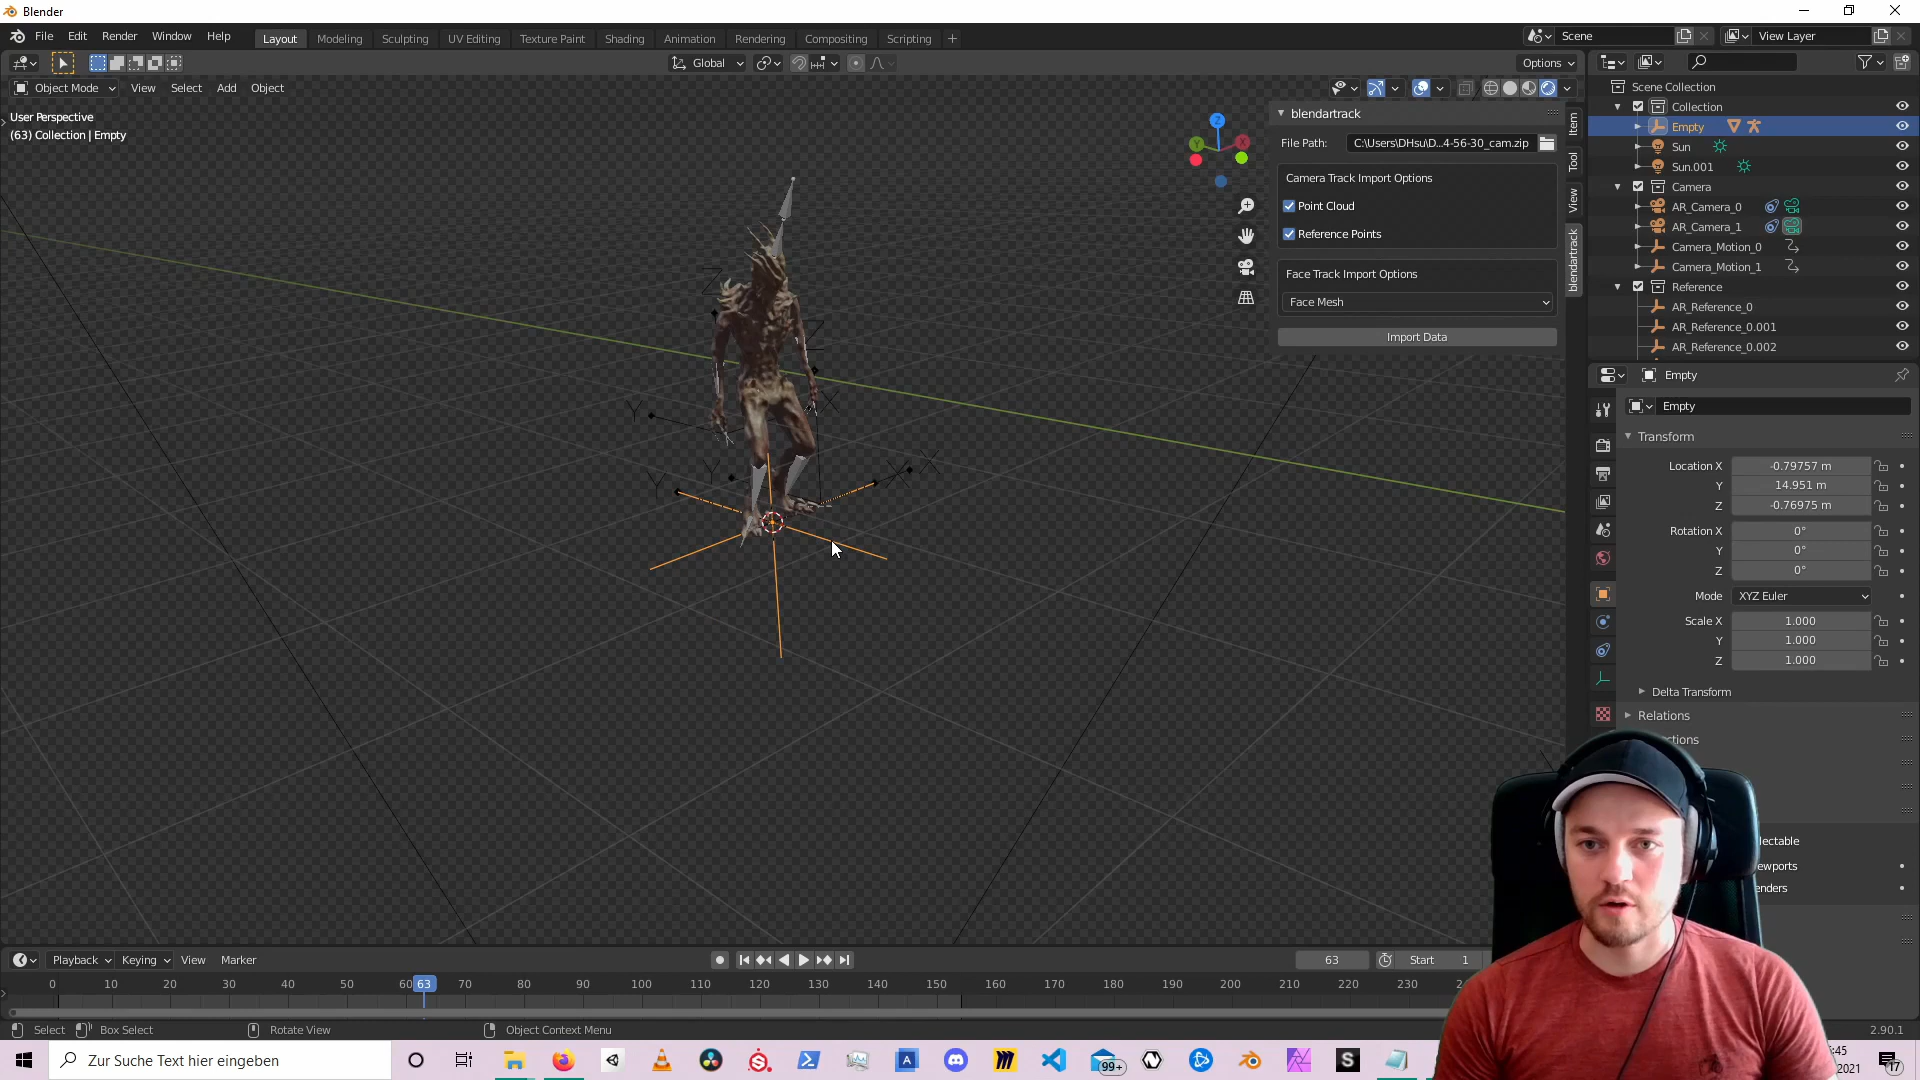 Blender
File Edit Render Window Help
Layout Modeling Sculpting UV Editing Texture Paint Shading Animation Rendering Compositing Scripting +
Scene View Layer
Global Options
Object Mode View Select Add Object
User Perspective
(63) Collection | Empty
blendartrack
File Path: C:\Users\DHsu\D...4-56-30_cam.zip
Camera Track Import Options
Point Cloud
Reference Points
Face Track Import Options
Face Mesh
Import Data
Item
Tool
View
blendartrack
Z
X
Y
Z
Z
Y
X
Y
X
Y
X
Scene Collection
Collection
Empty
Sun
Sun.001
Camera
AR_Camera_0
AR_Camera_1
Camera_Motion_0
Camera_Motion_1
Reference
AR_Reference_0
AR_Reference_0.001
AR_Reference_0.002
Empty
Empty
Transform
Location X -0.79757 m
Y 14.951 m
Z -0.76975 m
Rotation X 0°
Y 0°
Z 0°
Mode XYZ Euler
Scale X 1.000
Y 1.000
Z 1.000
Delta Transform
Relations
ections
lectable
ewports
enders
Playback Keying View Marker 63 Start 1
0 10 20 30 40 50 60 63 70 80 90 100 110 120 130 140 150 160 170 180 190 200 210 220 230
Select Box Select Rotate View Object Context Menu 2.90.1
Zur Suche Text hier eingeben 99+ A S :45
2021 17